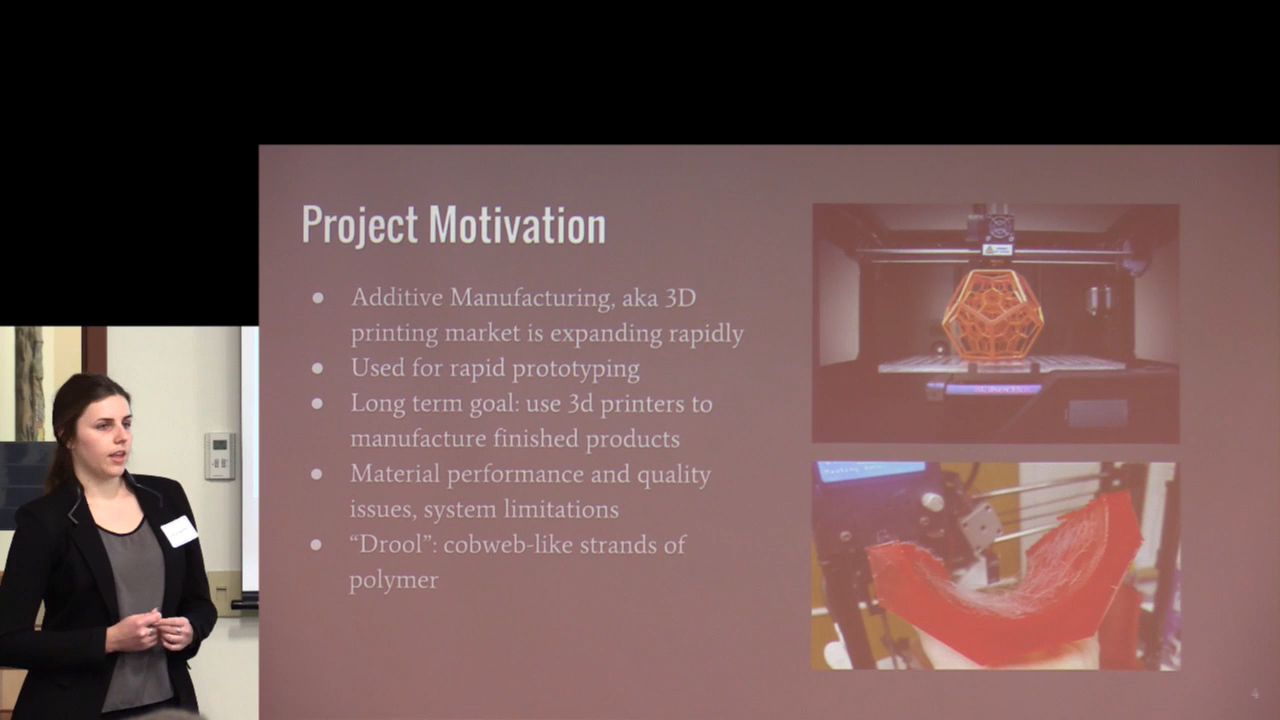 Project Motivation
● Additive Manufacturing, aka 3D
printing market is expanding rapidly
● Used for rapid prototyping
● Long term goal: use 3d printers to
manufacture finished products
● Material performance and quality
issues, system limitations
● “Drool”: cobweb-like strands of
polymer
4